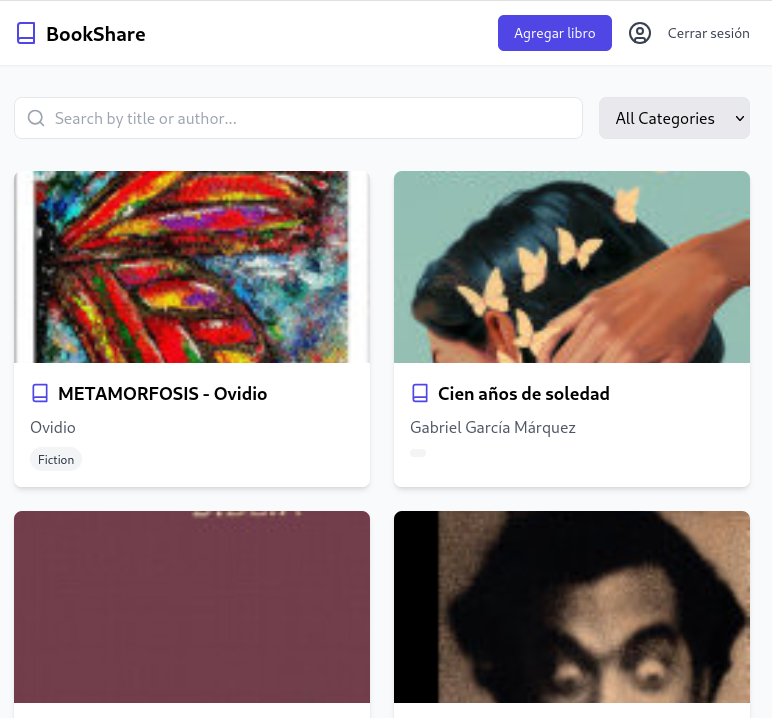 BookShare
Agregar libro
Cerrar sesión
Search by title or author...
All Categories
METAMORFOSIS - Ovidio
Ovidio
Fiction
Cien años de soledad
Gabriel García Márquez